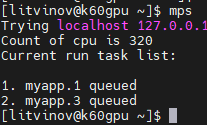 [litvinov@k60gpu ~]$ mps
Trying localhost 127.0.0.1
Count of cpu is 320
Current run task list:
1. myapp.1 queued
2. myapp.3 queued
[litvinov@k60gpu ~]$